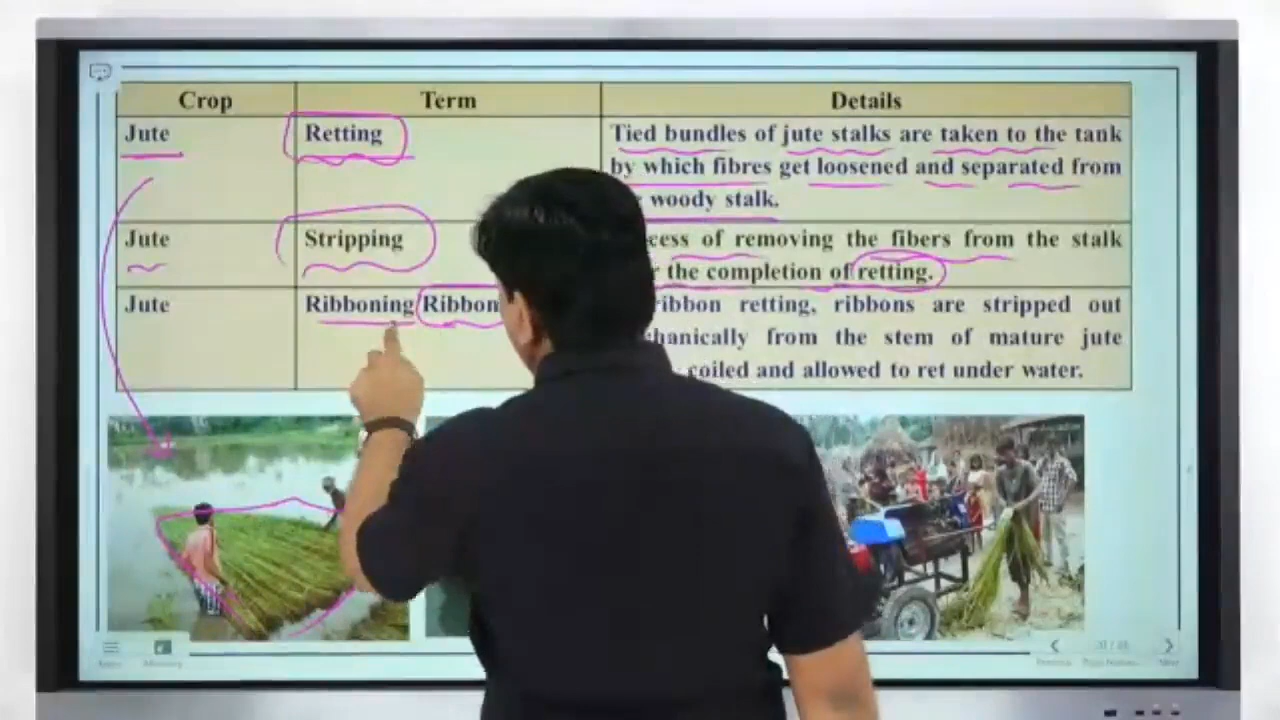 Crop Term Details
Jute Retting Tied bundles of jute stalks are taken to the tank
by which fibres get loosened and separated from
woody stalk.
Jute Stripping removing the fibers from the stalk
the completion of retting.
Jute Ribboning Ribbon ribbon retting, ribbons are stripped out
from the stem of mature jute
coiled and allowed to ret under water.